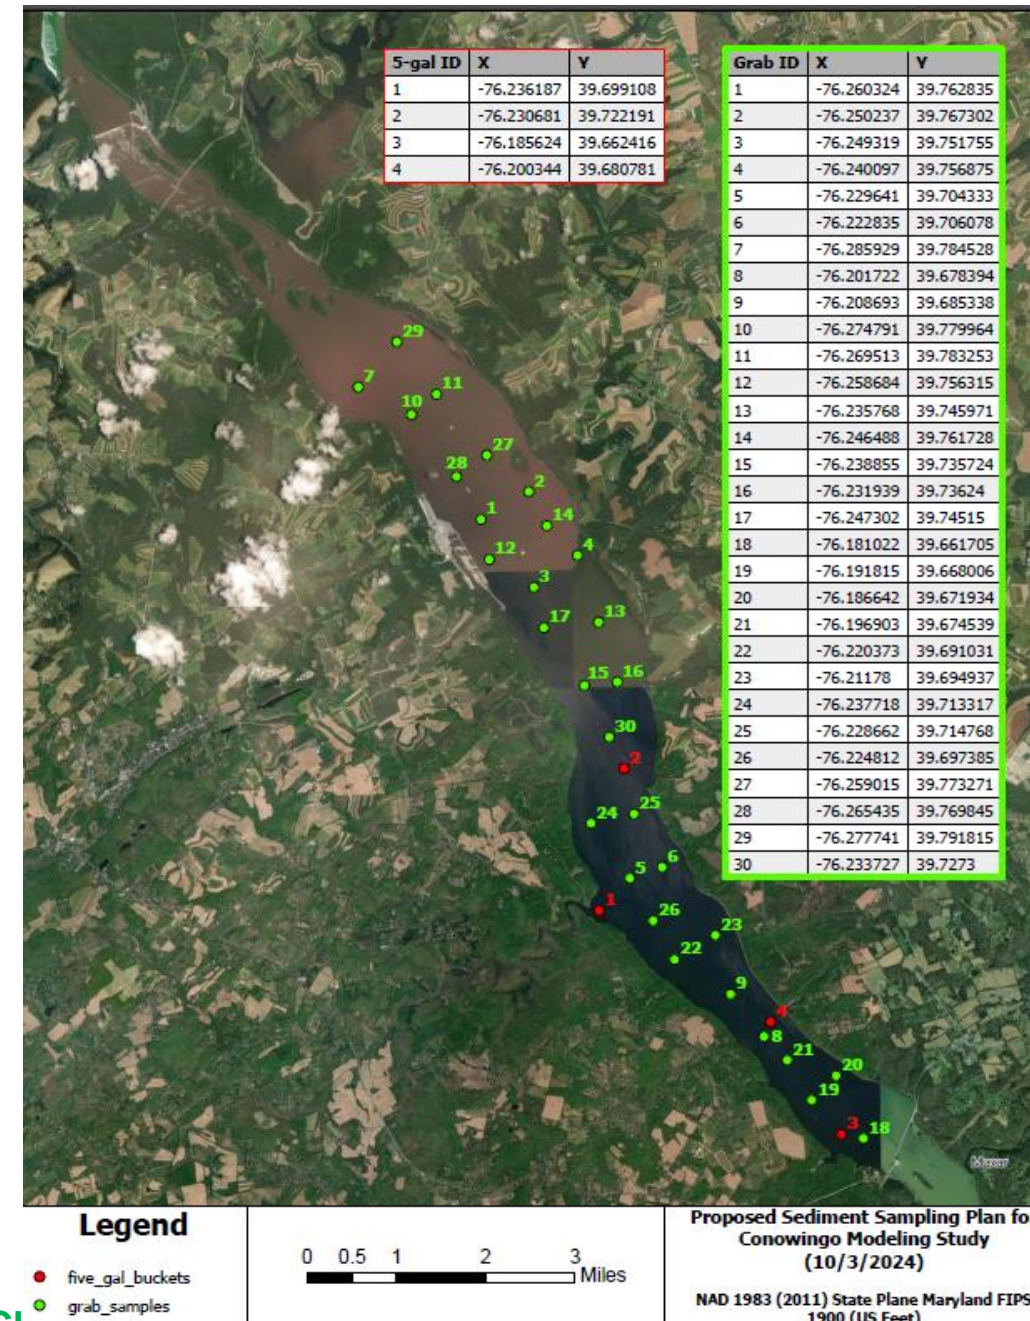 5-gal ID X Y
1 -76.236187 39.699108
2 -76.230681 39.722191
3 -76.185624 39.662416
4 -76.200344 39.680781
Grab ID X Y
1 -76.260324 39.762835
2 -76.250237 39.767302
3 -76.249319 39.751755
4 -76.240097 39.756875
5 -76.229641 39.704333
6 -76.222835 39.706078
7 -76.285929 39.784528
8 -76.201722 39.678394
9 -76.208693 39.685338
10 -76.274791 39.779964
11 -76.269513 39.783253
12 -76.258684 39.756315
13 -76.235768 39.745971
14 -76.246488 39.761728
15 -76.238855 39.735724
16 -76.231939 39.73624
17 -76.247302 39.74515
18 -76.181022 39.661705
19 -76.191815 39.668006
20 -76.186642 39.671934
21 -76.196903 39.674539
22 -76.220373 39.691031
23 -76.21178 39.694937
24 -76.237718 39.713317
25 -76.228662 39.714768
26 -76.224812 39.697385
27 -76.259015 39.773271
28 -76.265435 39.769845
29 -76.277741 39.791815
30 -76.233727 39.7273
29
7
11
10
27
28
2
1
14
12
4
3
17
13
15
16
30
2
24
25
6
5
1
26
23
22
9
4
8
21
20
19
3
18
Maxar
Legend
five_gal_buckets
grab_samples
0 0.5 1 2 3
Miles
Proposed Sediment Sampling Plan fo
Conowingo Modeling Study
(10/3/2024)
NAD 1983 (2011) State Plane Maryland FIPS
1900 (US Feet)